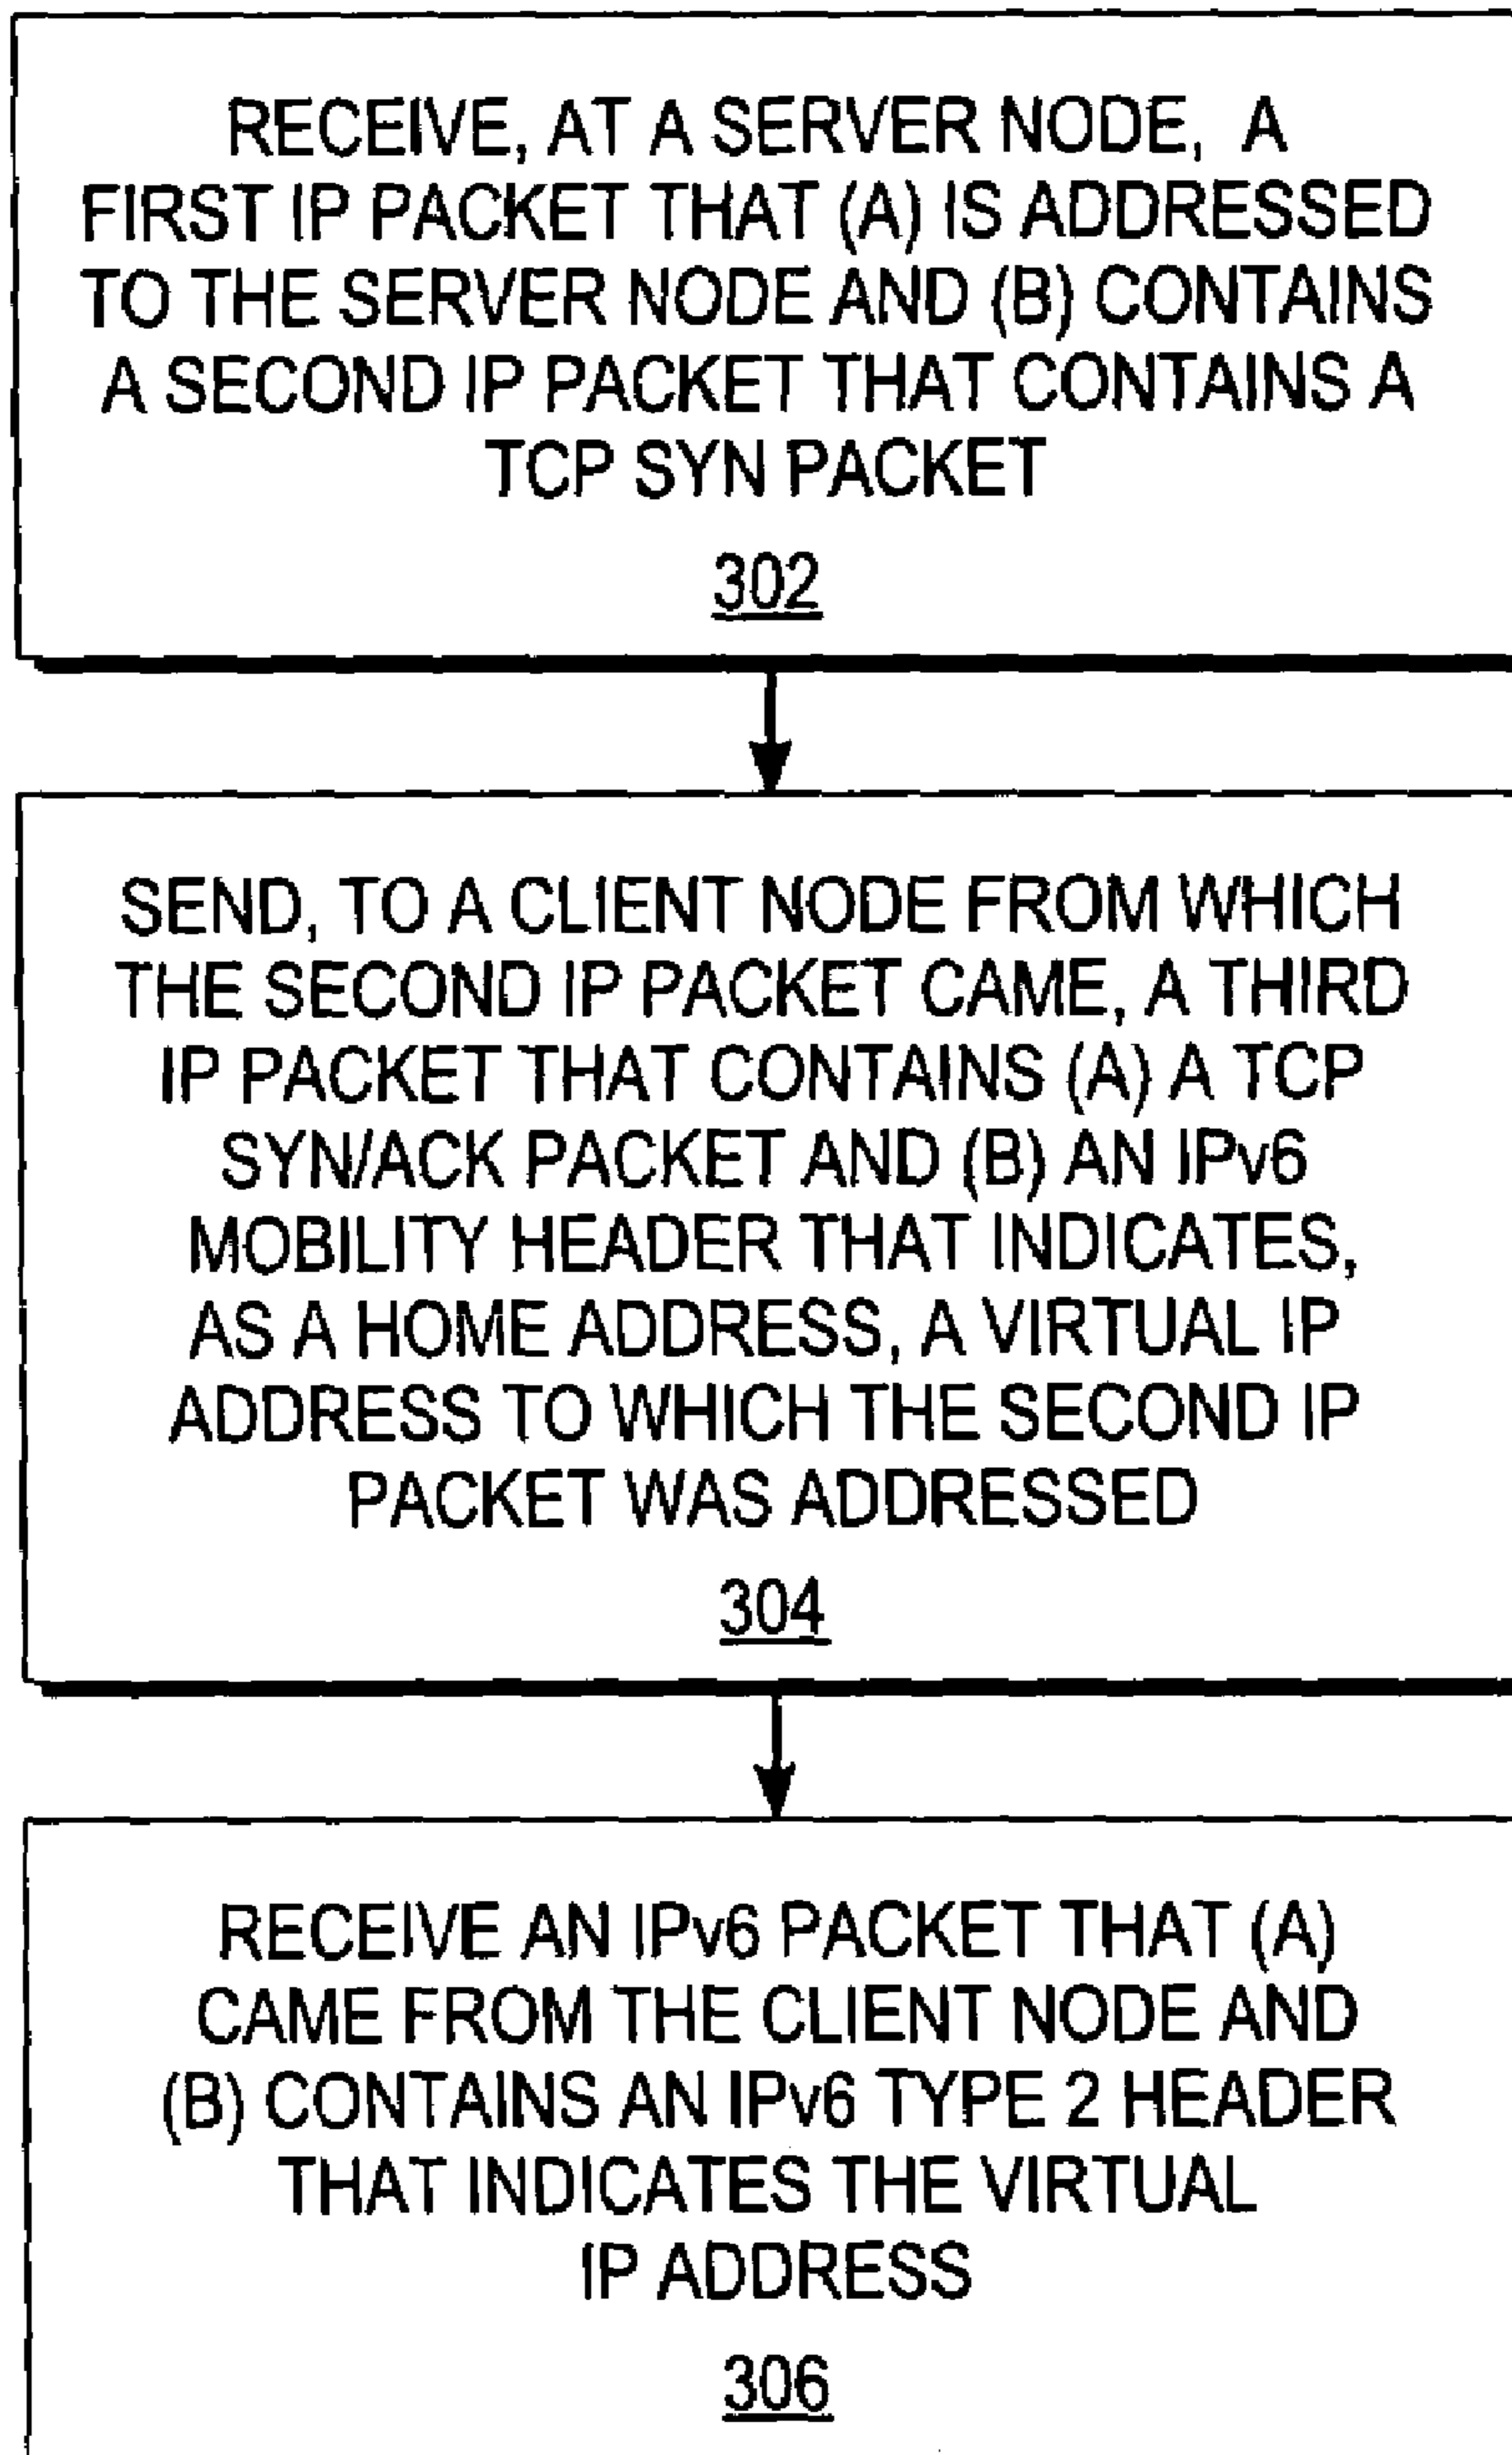 RECEIVE, AT A SERVER NODE, A
FIRST IP PACKET THAT (A) IS ADDRESSED
TO THE SERVER NODE AND (B) CONTAINS
A SECOND IP PACKET THAT CONTAINS A
TCP SYN PACKET
302
SEND, TO A CLIENT NODE FROM WHICH
THE SECOND IP PACKET CAME, A THIRD
IP PACKET THAT CONTAINS (A) A TCP
SYN/ACK PACKET AND (B) AN IPv6
MOBILITY HEADER THAT INDICATES,
AS A HOME ADDRESS, A VIRTUAL IP
ADDRESS TO WHICH THE SECOND IP
PACKET WAS ADDRESSED
304
RECEIVE AN IPv6 PACKET THAT (A)
CAME FROM THE CLIENT NODE AND
(B) CONTAINS AN IPv6 TYPE 2 HEADER
THAT INDICATES THE VIRTUAL
IP ADDRESS
306